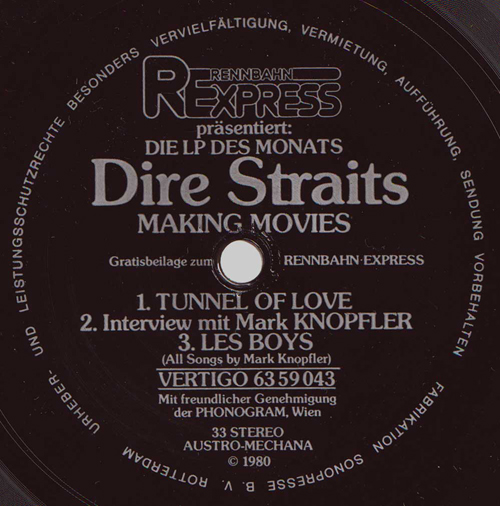 RENNBAHN
EXPRESS
präsentiert:
DIE LP DES MONATS
Dire Straits
MAKING MOVIES
Gratisbeilage zum RENNBAHN-EXPRESS
1. TUNNEL OF LOVE
2. Interview mit Mark KNOPFLER
3. LES BOYS
(All Songs by Mark Knopfler)
VERTIGO 63 59 043
Mit freundlicher Genehmigung
der PHONOGRAM, Wien
33 STEREO
AUSTRO-MECHANA
© 1980
URHEBER- UND LEISTUNGSSCHUTZRECHTE BESONDERS VERVIELFÄLTIGUNG, VERMIETUNG, AUFFÜHRUNG, SENDUNG VORBEHALTEN
FABRIKATION SONOPRESSE B. V. ROTTERDAM